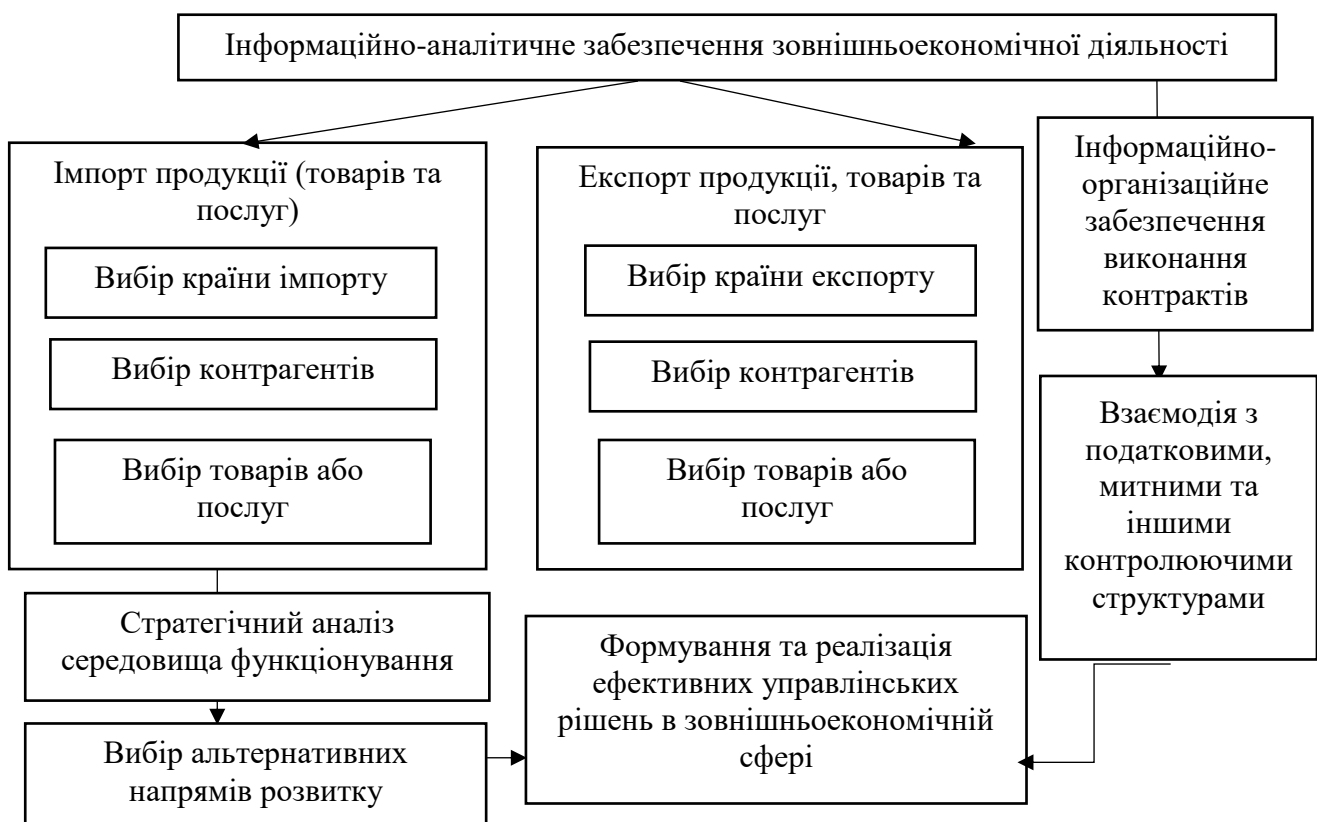 Інформаційно-аналітичне забезпечення зовнішньоекономічної діяльності
Імпорт продукції (товарів та
послуг)
Вибір країни імпорту
Вибір контрагентів
Вибір товарів або
послуг
Експорт продукції, товарів та
послуг
Вибір країни експорту
Вибір контрагентів
Вибір товарів або
послуг
Інформаційно-
організаційне
забезпечення
виконання
контрактів
Взаємодія з
податковими,
митними та
іншими
контролюючими
структурами
Стратегічний аналіз
середовища функціонування
Вибір альтернативних
напрямів розвитку
Формування та реалізація
ефективних управлінських
рішень в зовнішньоекономічній
сфері